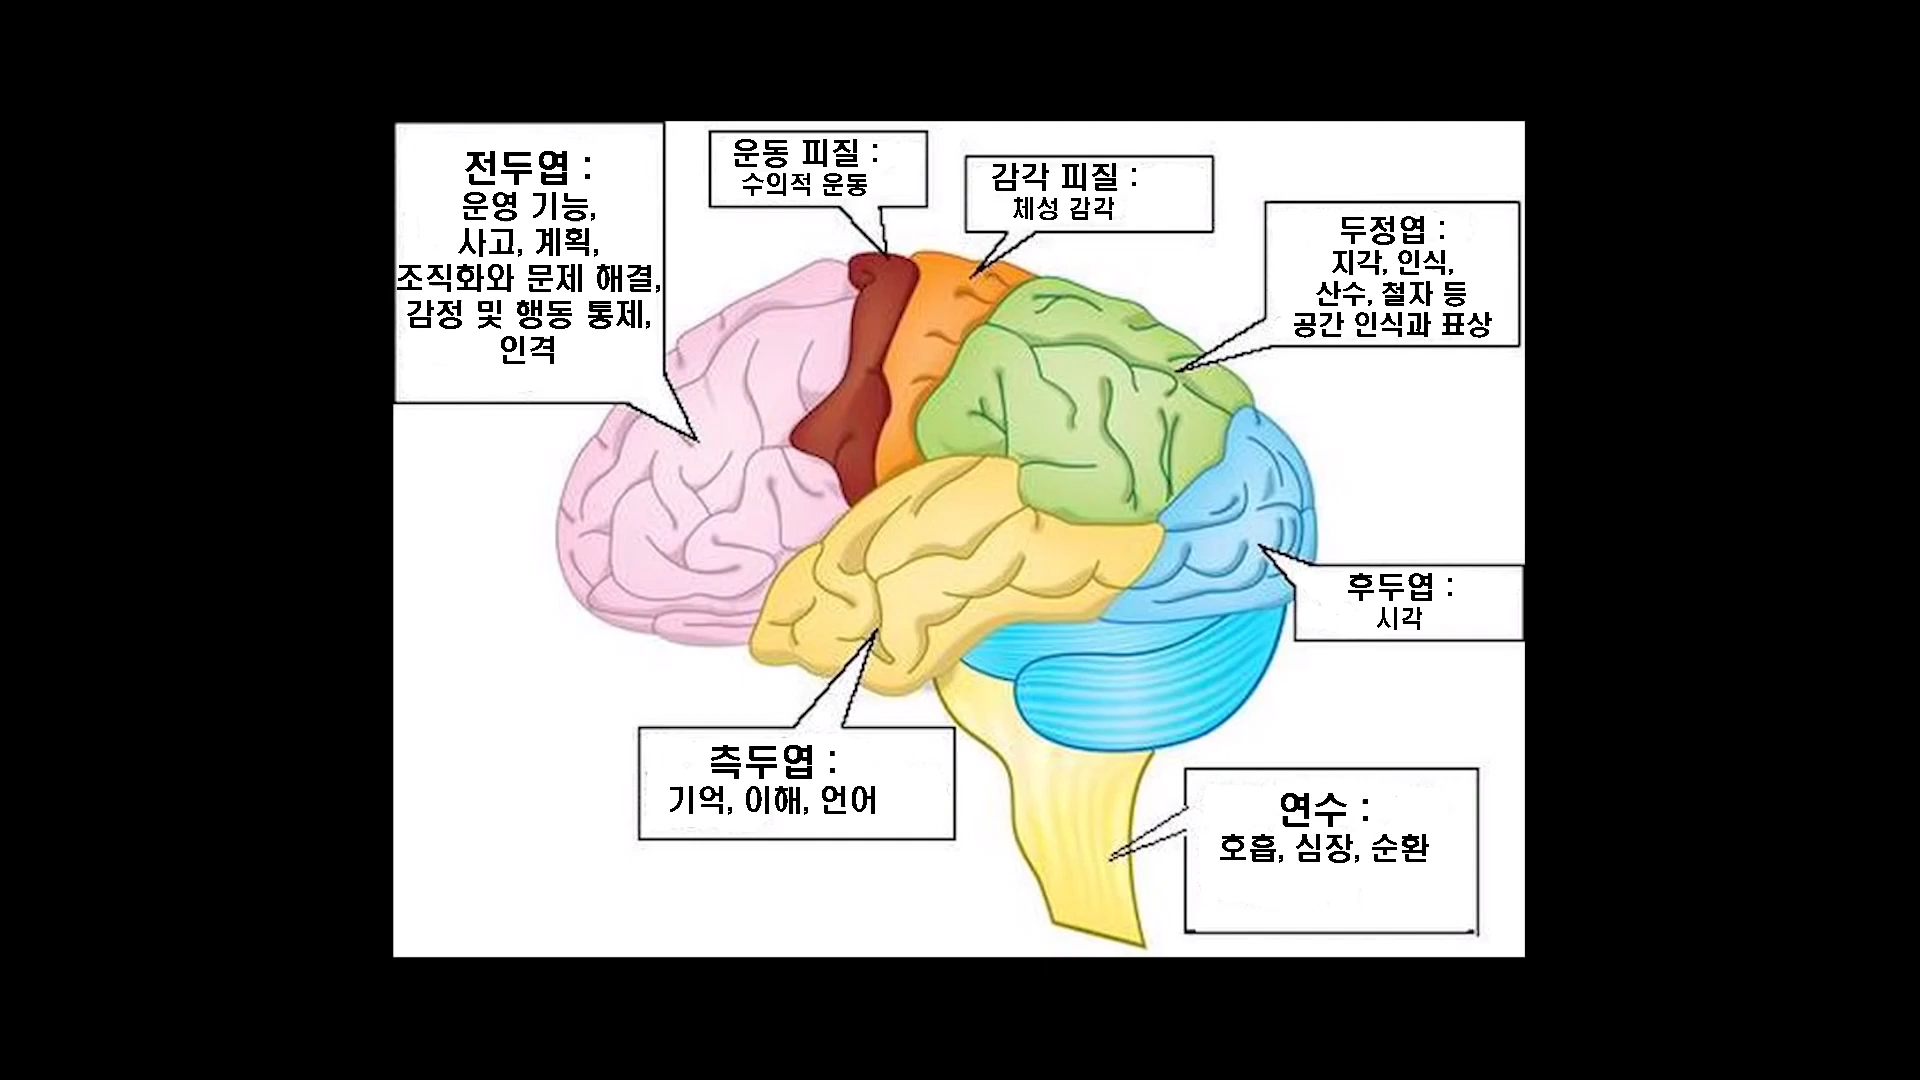 전두엽 :
운영 기능,
사고, 계획,
조직화와 문제 해결,
감정 및 행동 통제,
인격
운동 피질 :
수의적 운동
감각 피질 :
체성 감각
두정엽 :
지각, 인식,
산수, 철자 등
공간 인식과 표상
후두엽 :
시각
측두엽 :
기억, 이해, 언어
연수 :
호흡, 심장, 순환